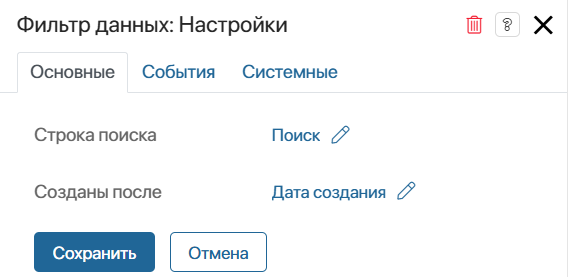 Фильтр данных: Настройки ?
Основные События Системные
Строка поиска Поиск
Созданы после Дата создания
Сохранить Отмена